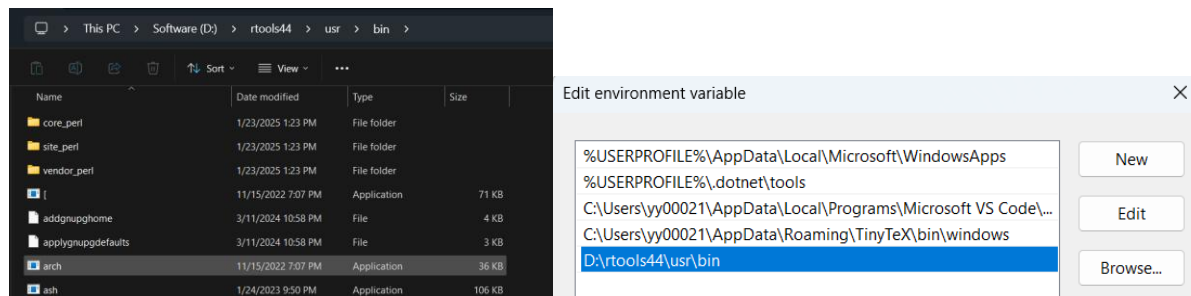 This PC > Software (D:) > rtools44 > usr > bin >
Sort View ...
Name Date modified Type Size
core_perl 1/23/2025 1:23 PM File folder
site_perl 1/23/2025 1:23 PM File folder
vendor_perl 1/23/2025 1:23 PM File folder
[ 11/15/2022 7:07 PM Application 71 KB
addgnupghome 3/11/2024 10:58 PM File 4 KB
applygnupgdefaults 3/11/2024 10:58 PM File 3 KB
arch 11/15/2022 7:07 PM Application 36 KB
ash 1/24/2023 9:50 PM Application 106 KB
Edit environment variable
%USERPROFILE%\AppData\Local\Microsoft\WindowsApps
%USERPROFILE%\.dotnet\tools
C:\Users\yy00021\AppData\Local\Programs\Microsoft VS Code\...
C:\Users\yy00021\AppData\Roaming\TinyTeX\bin\windows
D:\rtools44\usr\bin
New
Edit
Browse...